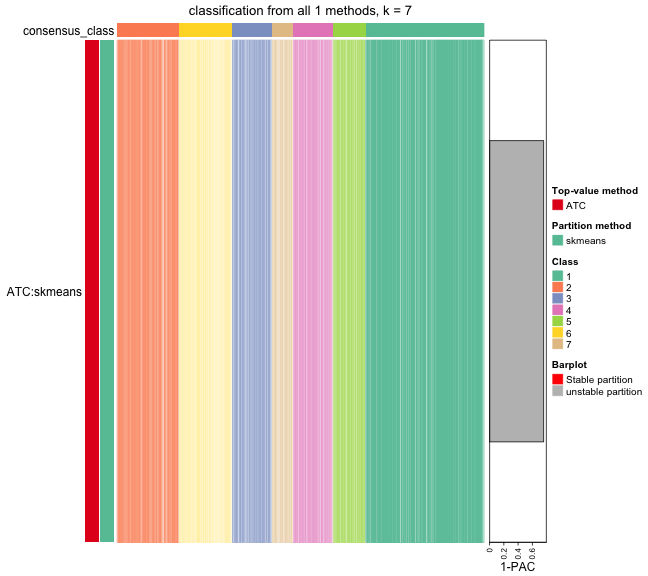 classification from all 1 methods, k = 7
consensus_class
ATC:skmeans
Top-value method
ATC
Partition method
skmeans
Class
1
2
3
4
5
6
7
Barplot
Stable partition
unstable partition
0
0.2
0.4
0.6
1-PAC